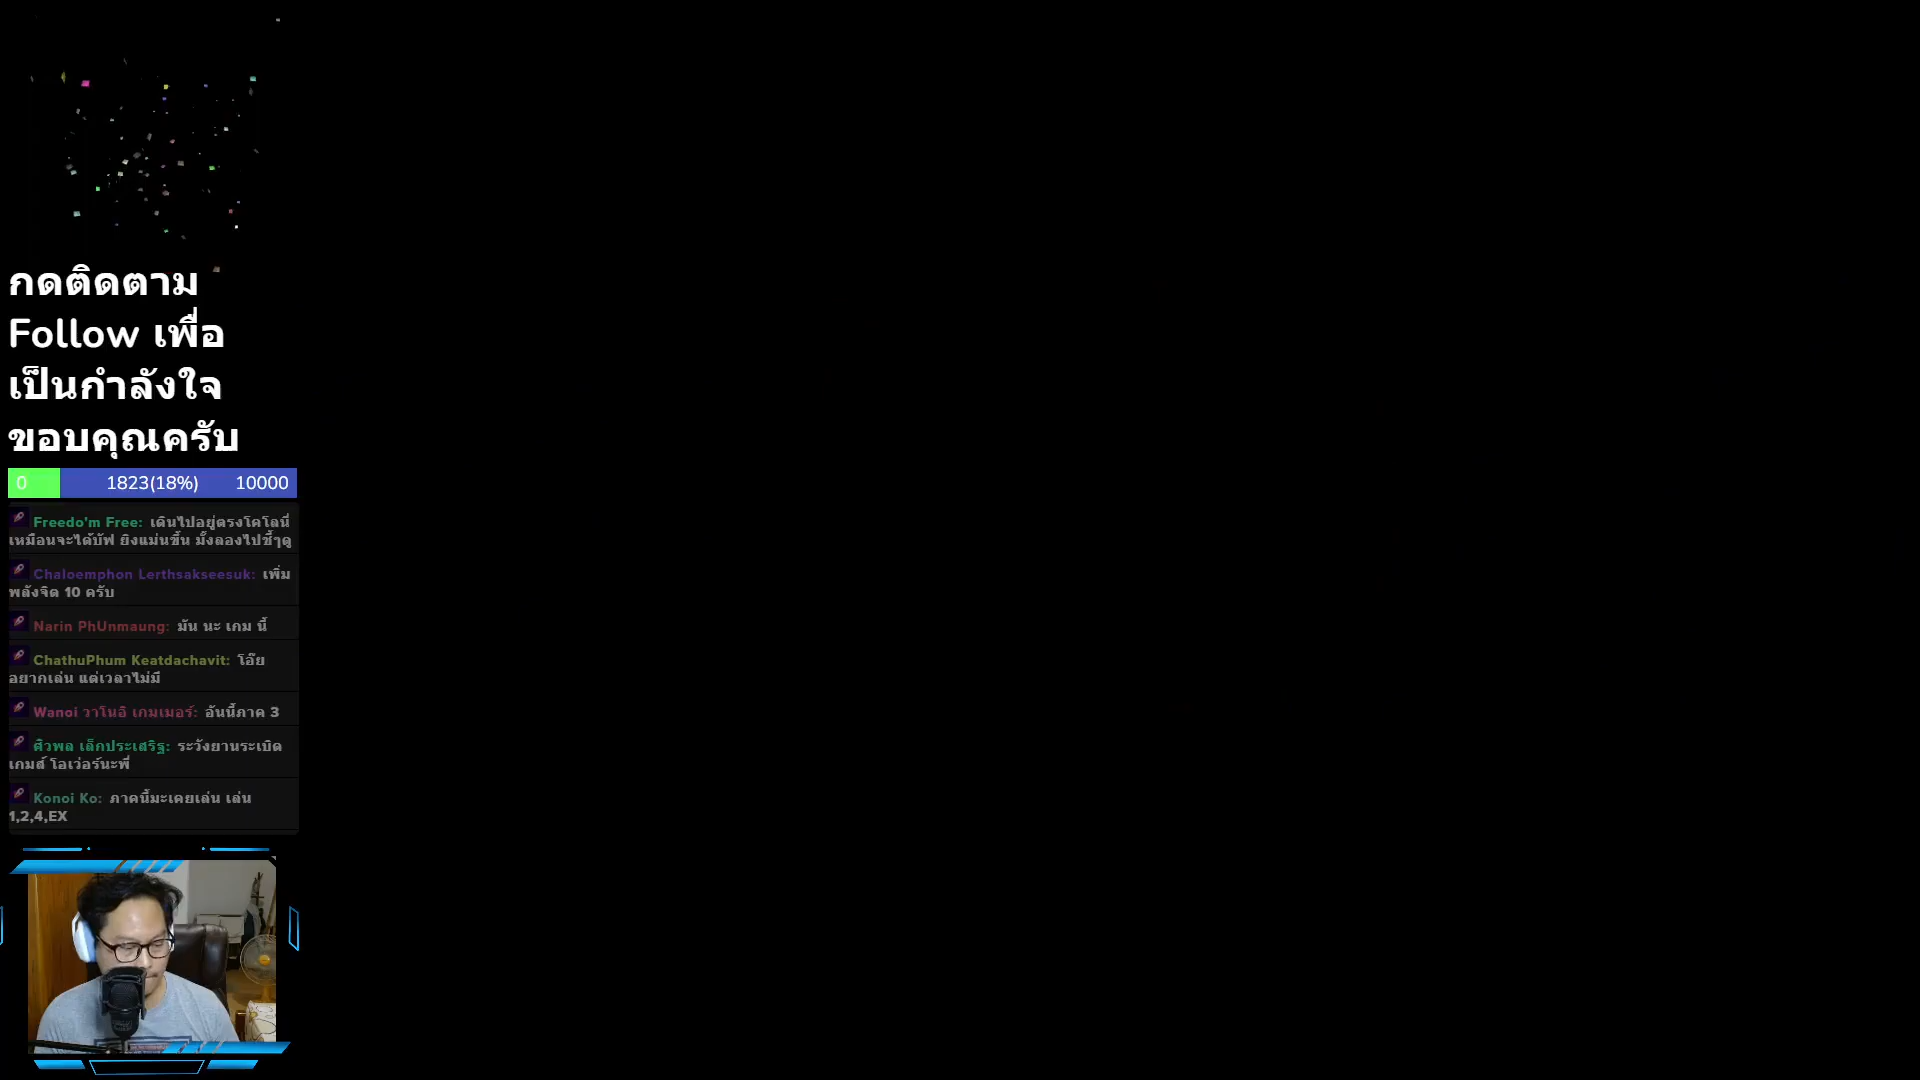 กดติดตาม
Follow เพื่อ
เป็นกำลังใจ
ขอบคุณครับ
0 1823(18%) 10000
Freedo'm Free: เดินไปอยู่ตรงโคโลนี่
เหมือนจะได้บัฟ ยิงแม่นขึ้น มั้งลองไปชี้ๆดู
Chaloemphon Lerthsakseesuk: เพิ่ม
พลังจิต 10 ครับ
Narin PhUnmaung: มัน นะ เกม นี้
ChathuPhum Keatdachavit: โอ๊ย
อยากเล่น แต่เวลาไม่มี
Wanoi วาโนอิ เกมเมอร์: อันนี้ภาค 3
ศิวพล เล็กประเสริฐ: ระวังยานระเบิด
เกมส์ โอเว่อร์นะพี่
Konoi Ko: ภาคนี้มะเคยเล่น เล่น
1,2,4,EX